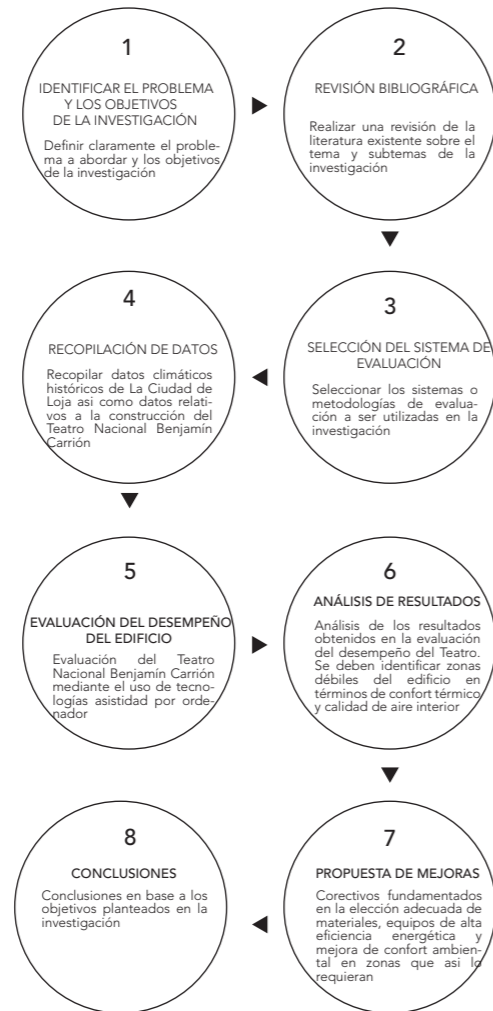 1
IDENTIFICAR EL PROBLEMA
Y LOS OBJETIVOS
DE LA INVESTIGACIÓN
Definir claramente el proble-
ma a abordar y los objetivos
de la investigación
2
REVISIÓN BIBLIOGRÁFICA
Realizar una revisión de la
literatura existente sobre el
tema y subtemas de la
investigación
3
SELECCIÓN DEL SISTEMA DE
EVALUACIÓN
Seleccionar los sistemas o
metodologías de evalua-
ción a ser utilizadas en la
investigación
4
RECOPILACIÓN DE DATOS
Recopilar datos climáticos
históricos de La Ciudad de
Loja asi como datos relati-
vos a la construcción del
Teatro Nacional Benjamín
Carrión
5
EVALUACIÓN DEL DESEMPEÑO
DEL EDIFICIO
Evaluación del Teatro
Nacional Benjamín Carrión
mediante el uso de tecno-
logías asistidad por orde-
nador
6
ANÁLISIS DE RESULTADOS
Análisis de los resultados
obtenidos en la evaluación
del desempeño del Teatro.
Se deben identificar zonas
débiles del edificio en
términos de confort térmico
y calidad de aire interior
7
PROPUESTA DE MEJORAS
Corectivos fundamentados
en la elección adecuada de
materiales, equipos de alta
eficiencia energética y
mejora de confort ambien-
tal en zonas que asi lo
requieran
8
CONCLUSIONES
Conclusiones en base a los
objetivos planteados en la
investigación